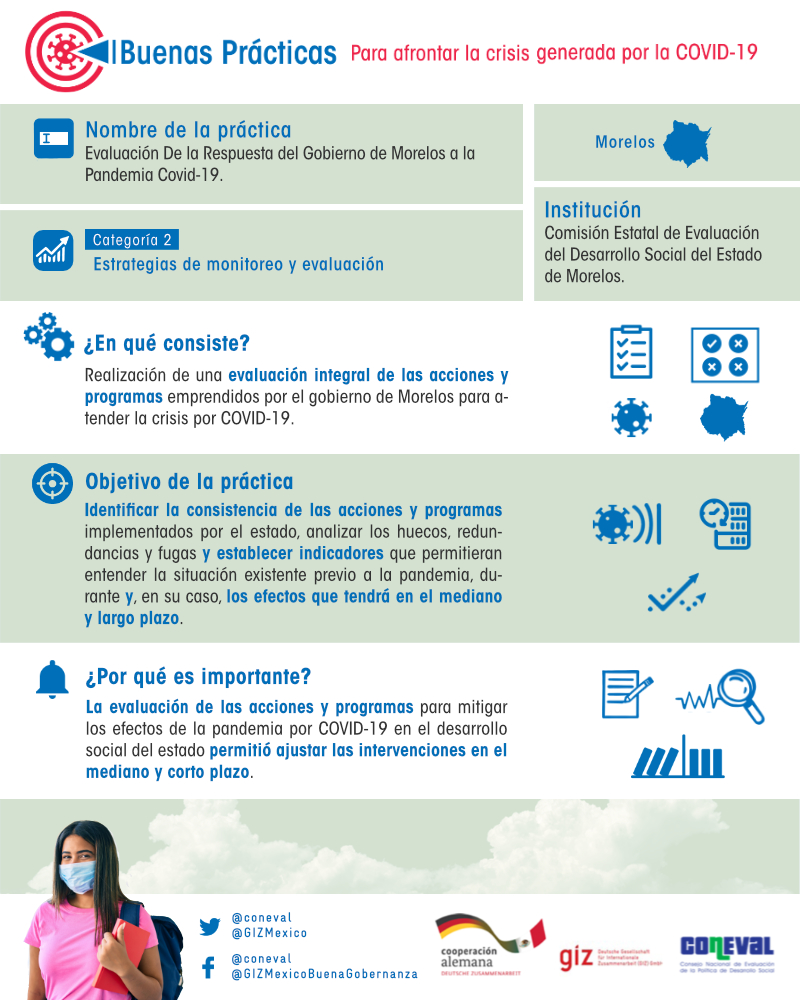 Buenas Prácticas Para afrontar la crisis generada por la COVID-19
Nombre de la práctica
Evaluación De la Respuesta del Gobierno de Morelos a la
Pandemia Covid-19.
Morelos
Categoría 2
Estrategias de monitoreo y evaluación
Institución
Comisión Estatal de Evaluación
del Desarrollo Social del Estado
de Morelos.
¿En qué consiste?
Realización de una evaluación integral de las acciones y
programas emprendidos por el gobierno de Morelos para a-
tender la crisis por COVID-19.
Objetivo de la práctica
Identificar la consistencia de las acciones y programas
implementados por el estado, analizar los huecos, redun-
dancias y fugas y establecer indicadores que permitieran
entender la situación existente previo a la pandemia, du-
rante y, en su caso, los efectos que tendrá en el mediano
y largo plazo.
¿Por qué es importante?
La evaluación de las acciones y programas para mitigar
los efectos de la pandemia por COVID-19 en el desarrollo
social del estado permitió ajustar las intervenciones en el
mediano y corto plazo.
@coneval
@GIZMexico
@coneval
@GIZMexicoBuenaGobernanza
cooperación
alemana
DEUTSCHE ZUSAMMENARBEIT
giz
Deutsche Gesellschaft
für Internationale
Zusammenarbeit (GIZ) GmbH
CONEVAL
Consejo Nacional de Evaluación
de la Política de Desarrollo Social